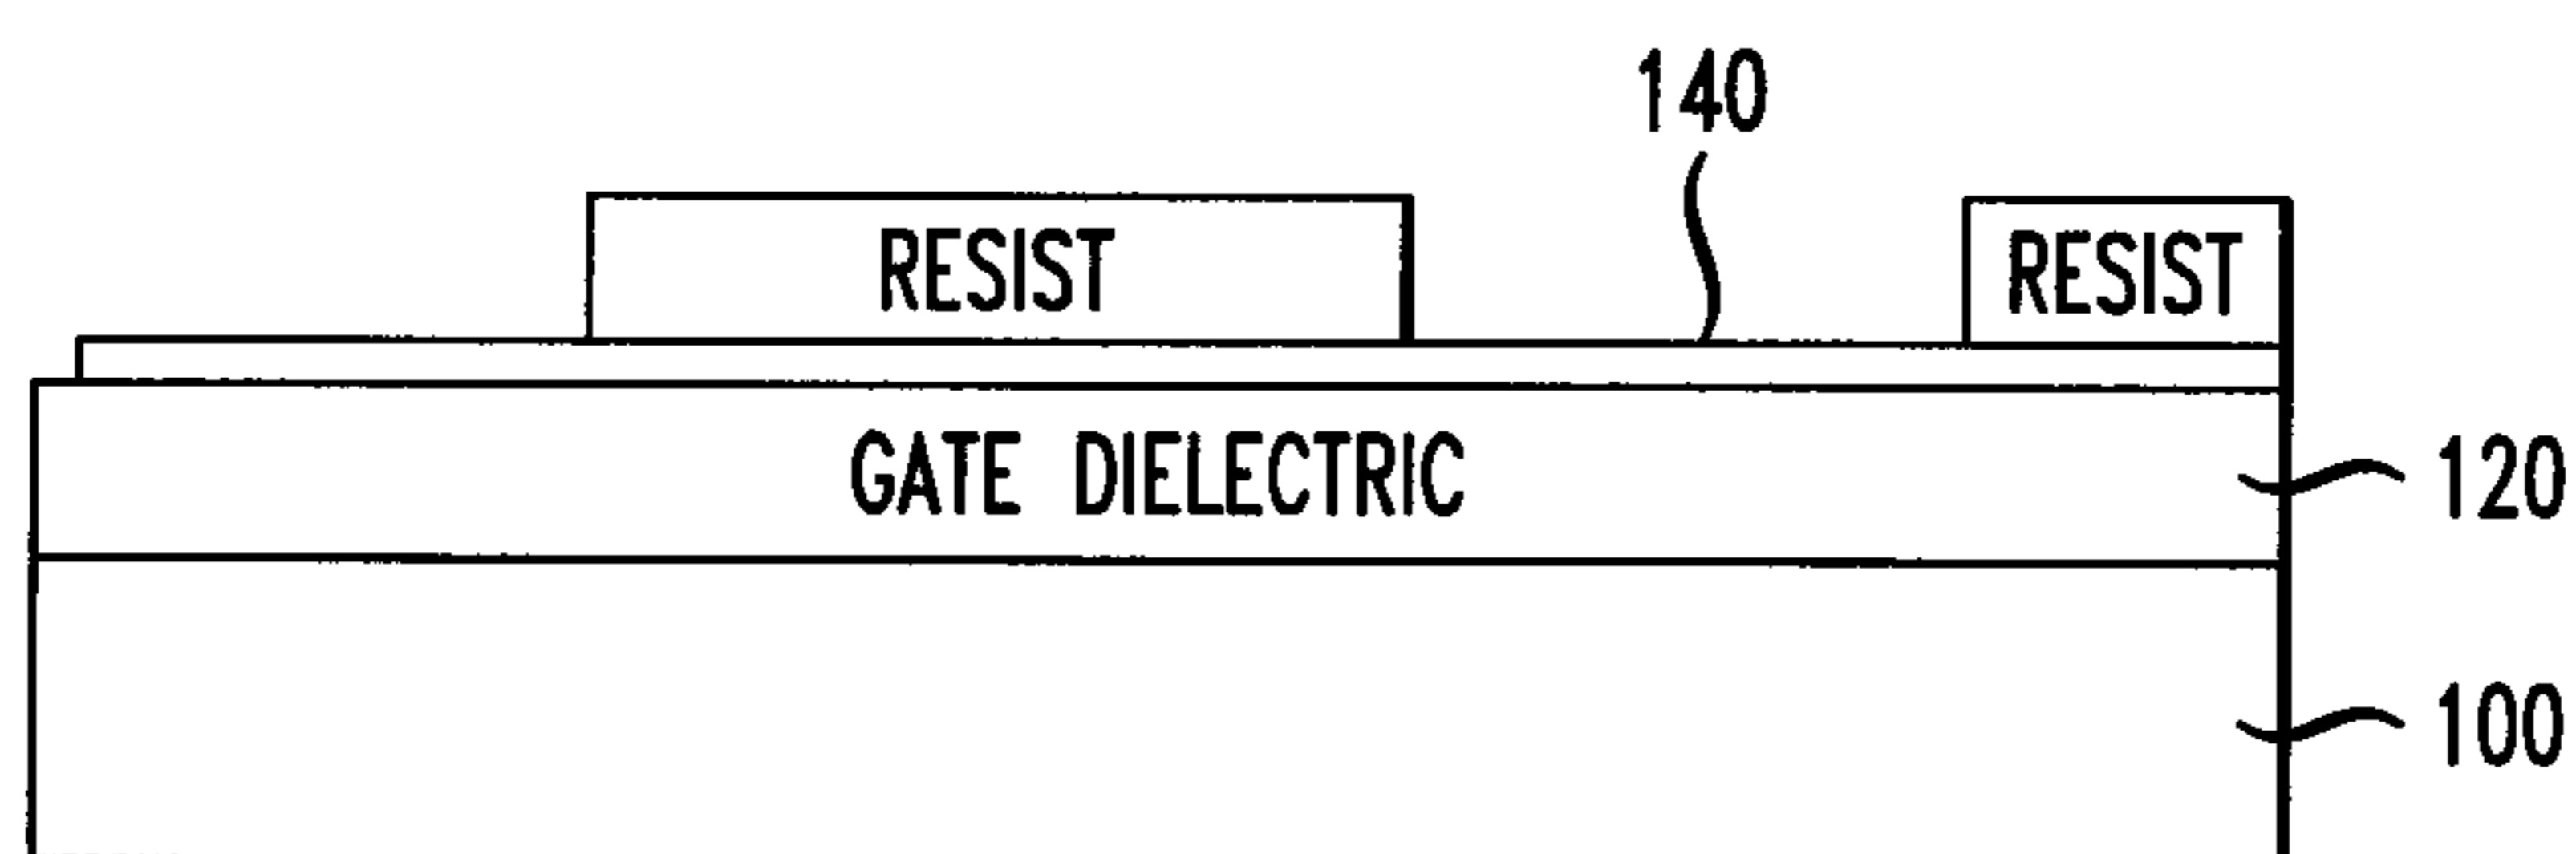 140
RESIST
RESIST
GATE DIELECTRIC
120
100